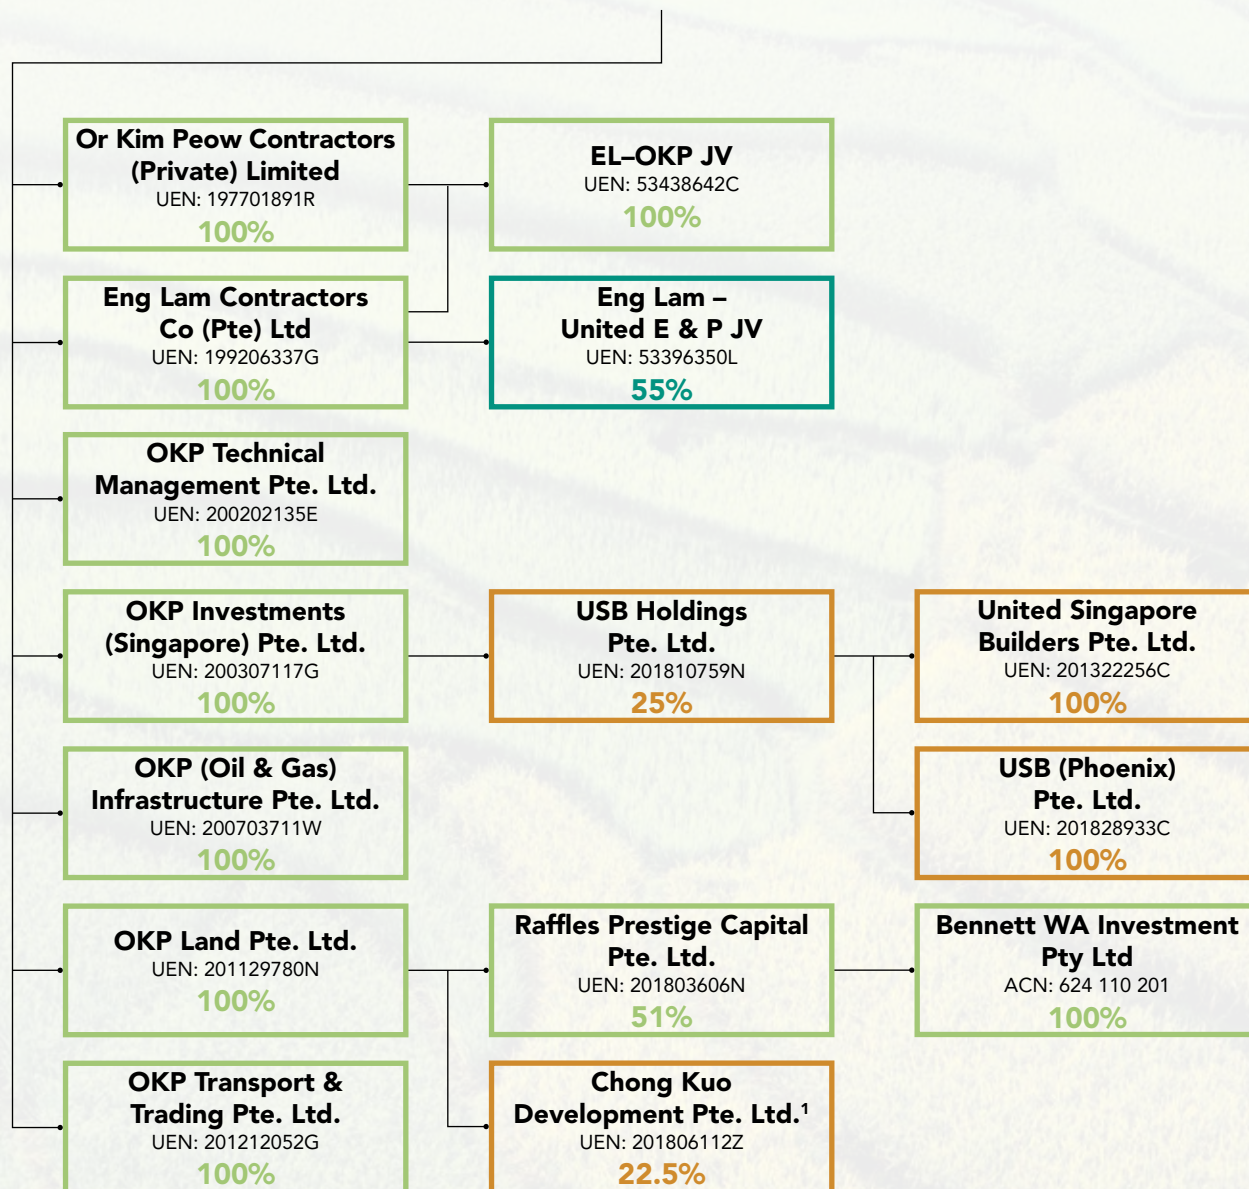 Or Kim Peow Contractors
(Private) Limited
UEN: 197701891R
100%
EL–OKP JV
UEN: 53438642C
100%
Eng Lam Contractors
Co (Pte) Ltd
UEN: 199206337G
100%
Eng Lam –
United E & P JV
UEN: 53396350L
55%
OKP Technical
Management Pte. Ltd.
UEN: 200202135E
100%
OKP Investments
(Singapore) Pte. Ltd.
UEN: 200307117G
100%
USB Holdings
Pte. Ltd.
UEN: 201810759N
25%
United Singapore
Builders Pte. Ltd.
UEN: 201322256C
100%
OKP (Oil & Gas)
Infrastructure Pte. Ltd.
UEN: 200703711W
100%
USB (Phoenix)
Pte. Ltd.
UEN: 201828933C
100%
OKP Land Pte. Ltd.
UEN: 201129780N
100%
Raffles Prestige Capital
Pte. Ltd.
UEN: 201803606N
51%
Bennett WA Investment
Pty Ltd
ACN: 624 110 201
100%
OKP Transport &
Trading Pte. Ltd.
UEN: 201212052G
100%
Chong Kuo
Development Pte. Ltd.¹
UEN: 201806112Z
22.5%